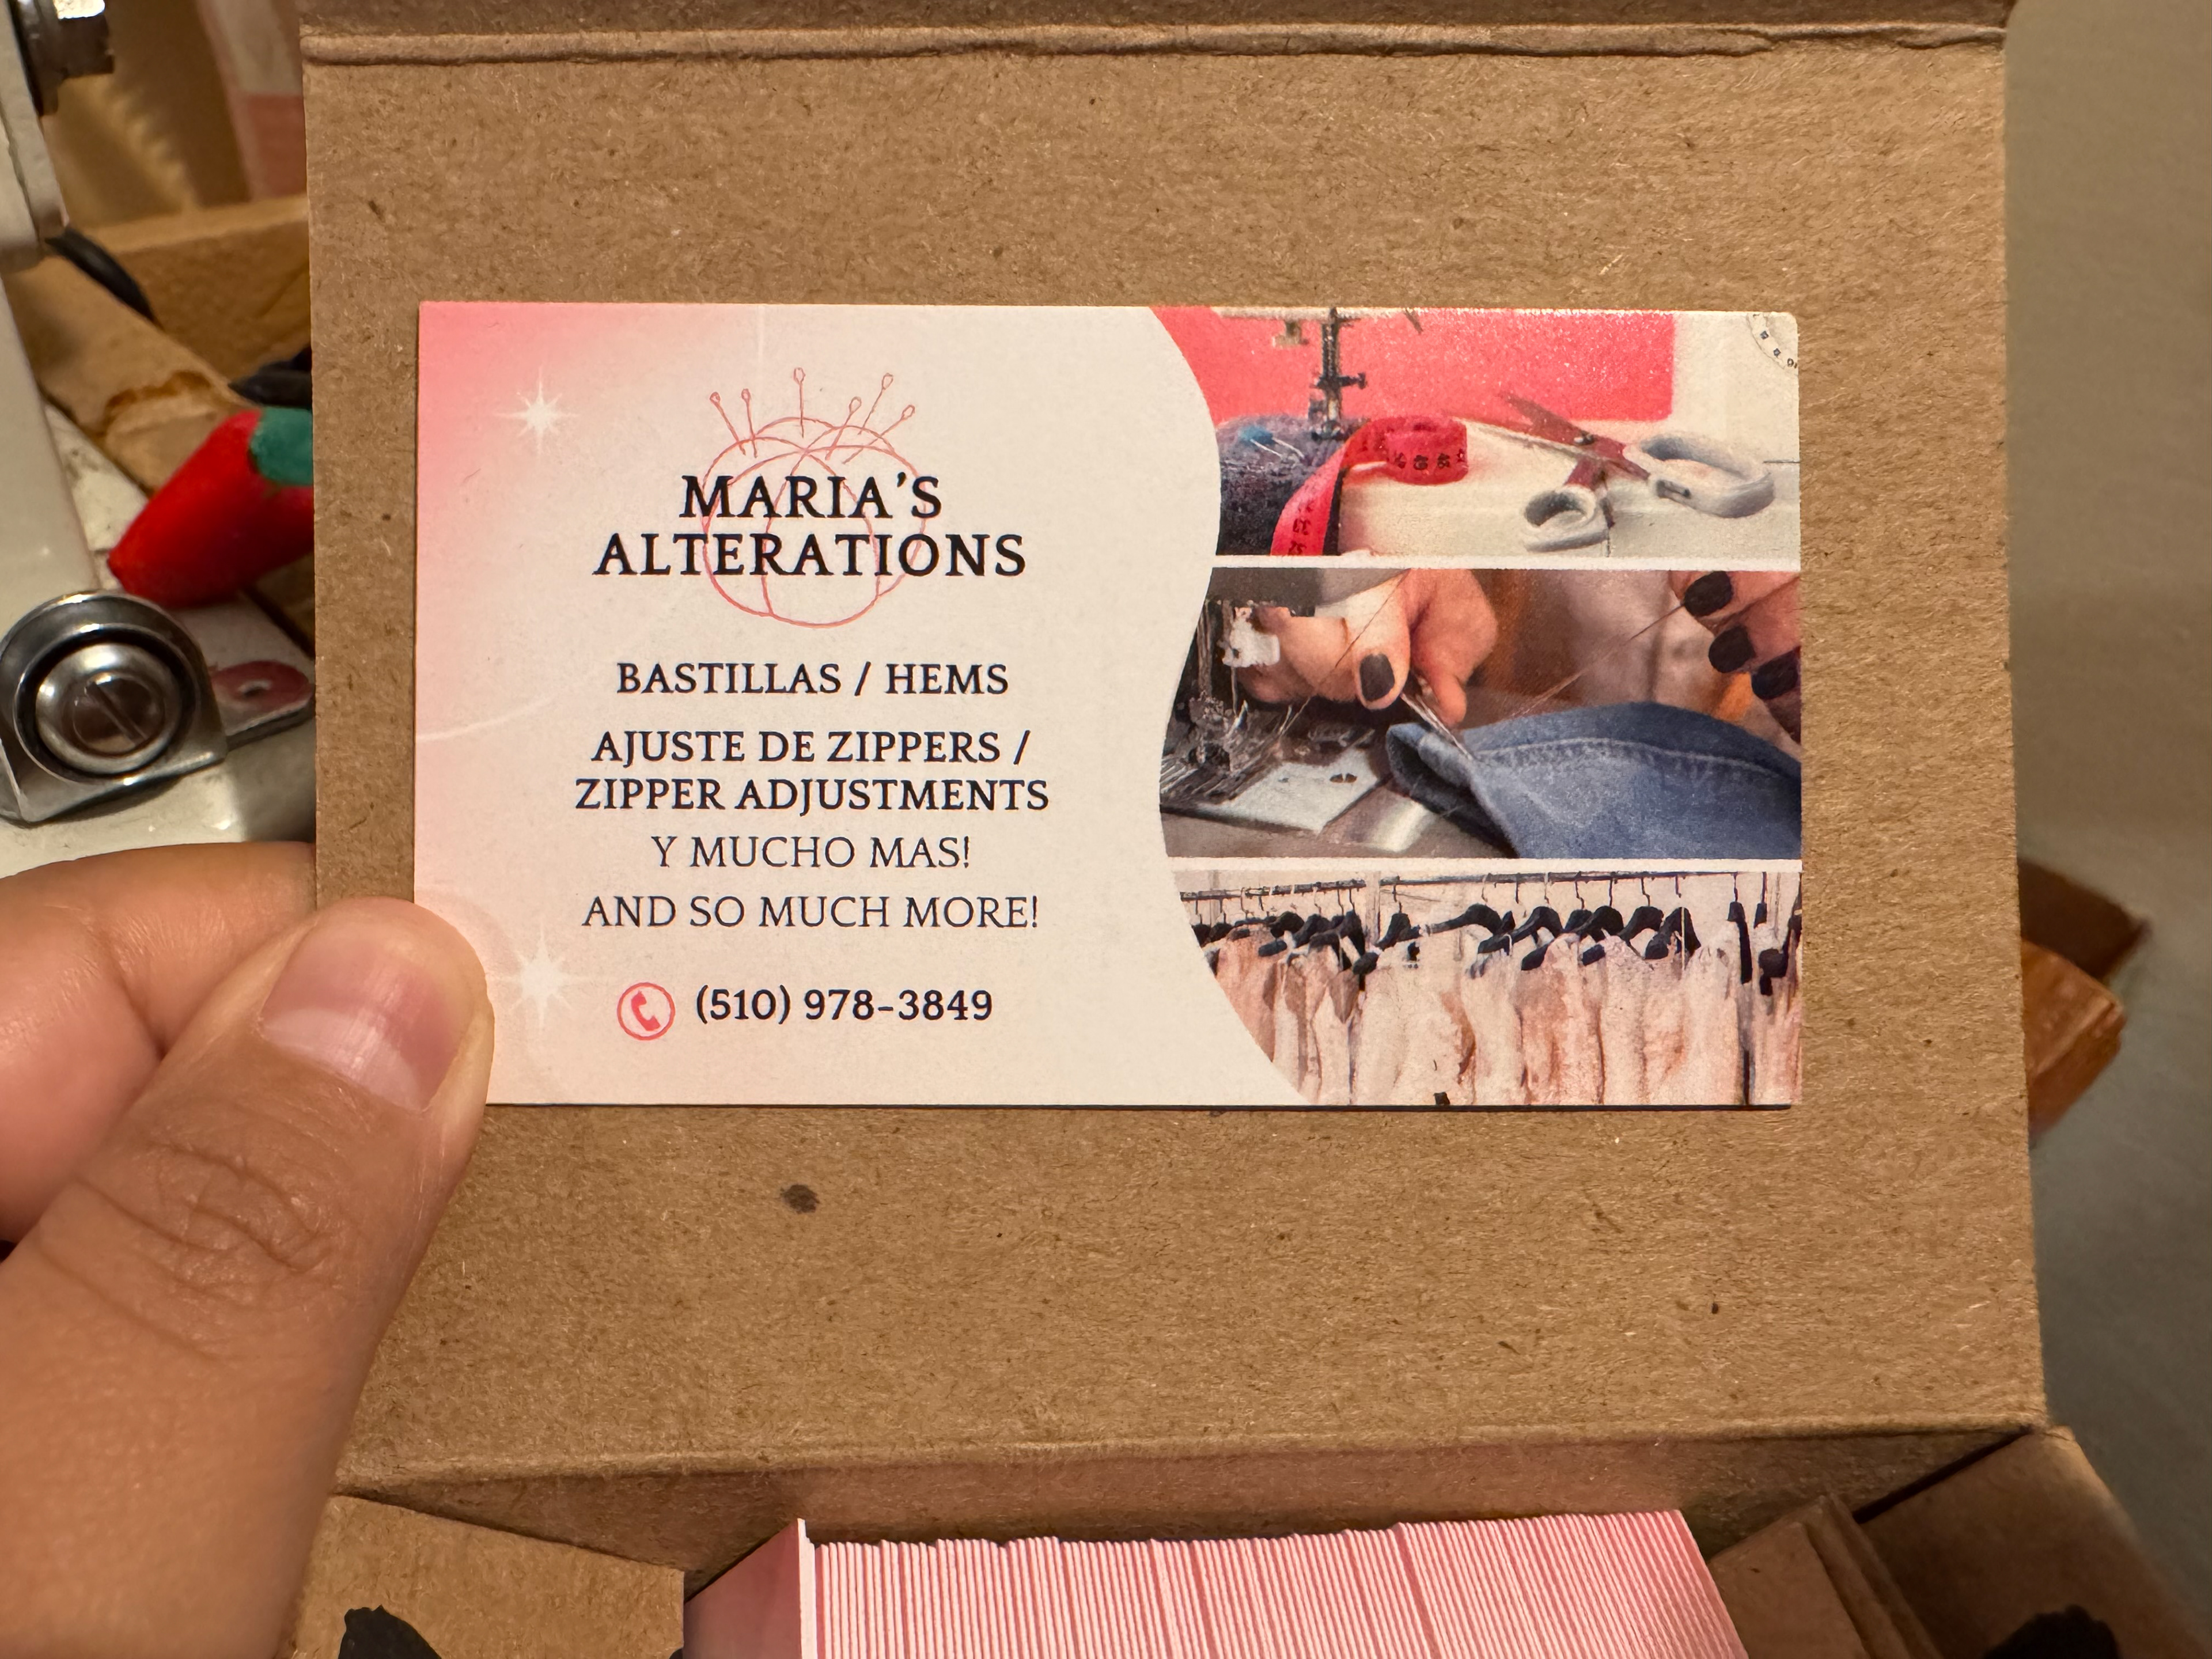 MARIA'S
ALTERATIONS
BASTILLAS / HEMS
AJUSTE DE ZIPPERS /
ZIPPER ADJUSTMENTS
Y MUCHO MAS!
AND SO MUCH MORE!
(510) 978-3849